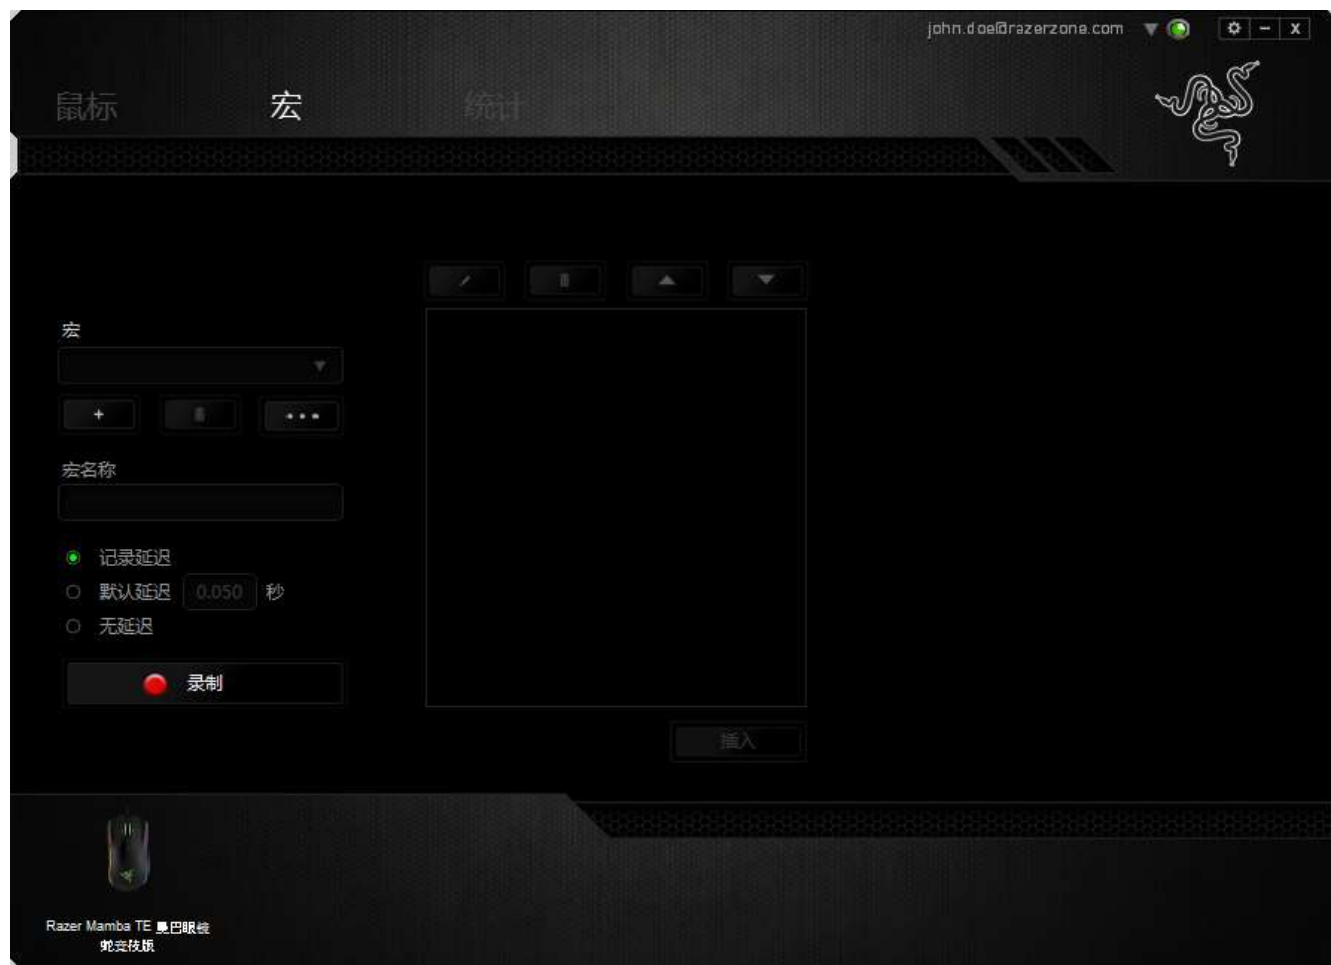 john.doe@razerzone.com
鼠标 宏 统计
宏
宏名称
记录延迟
默认延迟 0.050 秒
无延迟
录制
插入
Razer Mamba TE 曼巴眼镜
蛇竞技版